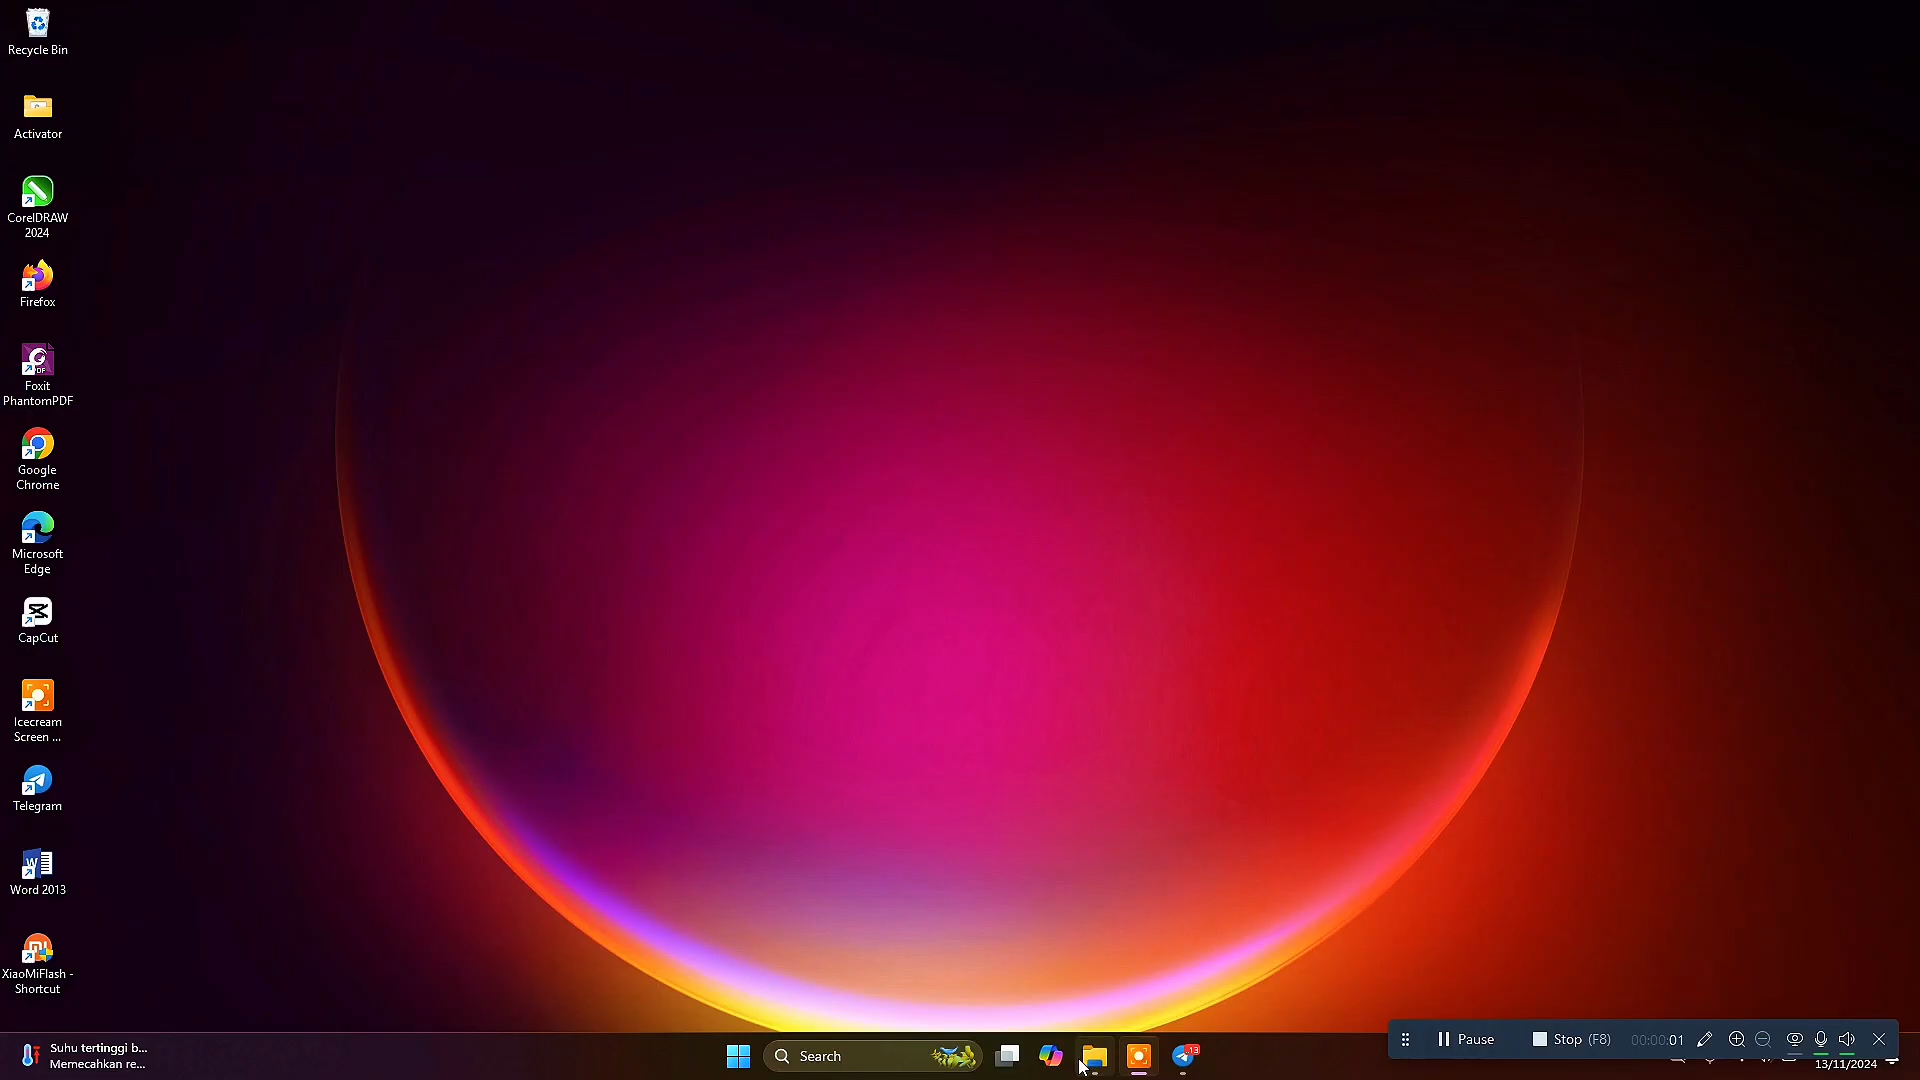 Recycle Bin
Activator
CorelDRAW
2024
Firefox
Foxit
PhantomPDF
Google
Chrome
Microsoft
Edge
CapCut
Icecream
Screen ...
Telegram
Word 2013
XiaoMiFlash -
Shortcut
Suhu tertinggi b...
Memecahkan re...
Search
13
Pause
Stop (F8)
00:00:01
13/11/2024